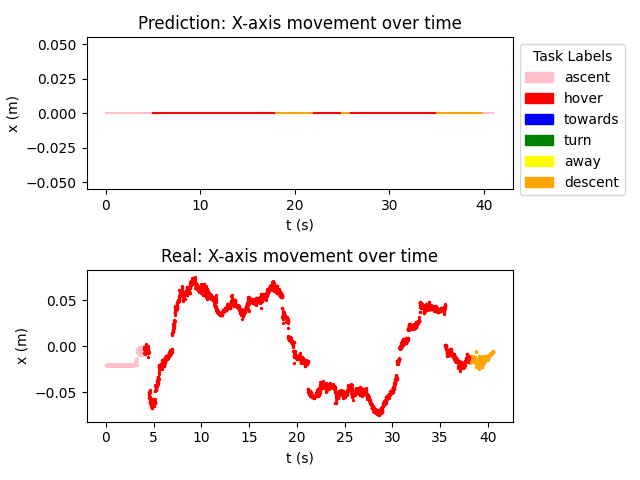 Prediction: X-axis movement over time
0.050
0.025
0.000
−0.025
−0.050
x (m)
0
10
20
30
40
t (s)
Task Labels
ascent
hover
towards
turn
away
descent
Real: X-axis movement over time
0.05
0.00
−0.05
x (m)
0
5
10
15
20
25
30
35
40
t (s)